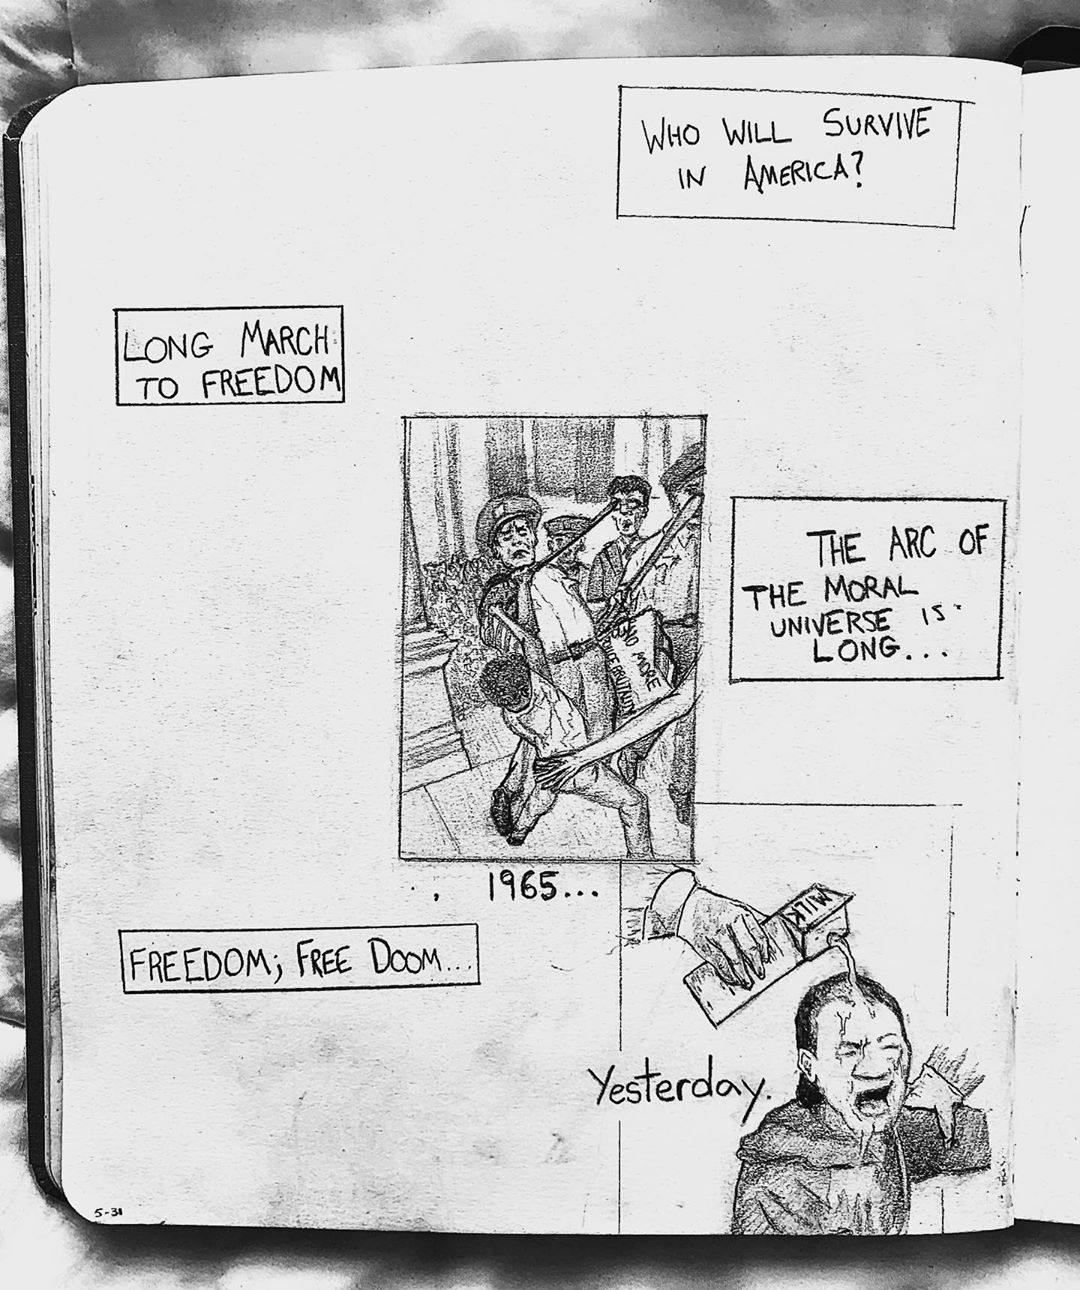 WHO WILL SURVIVE
IN AMERICA?
LONG MARCH
TO FREEDOM
THE ARC OF
THE MORAL
UNIVERSE IS
LONG...
NO MORE
POLICE BRUTALITY
1965...
FREEDOM; FREE DOOM...
MILK
Yesterday.
5-31